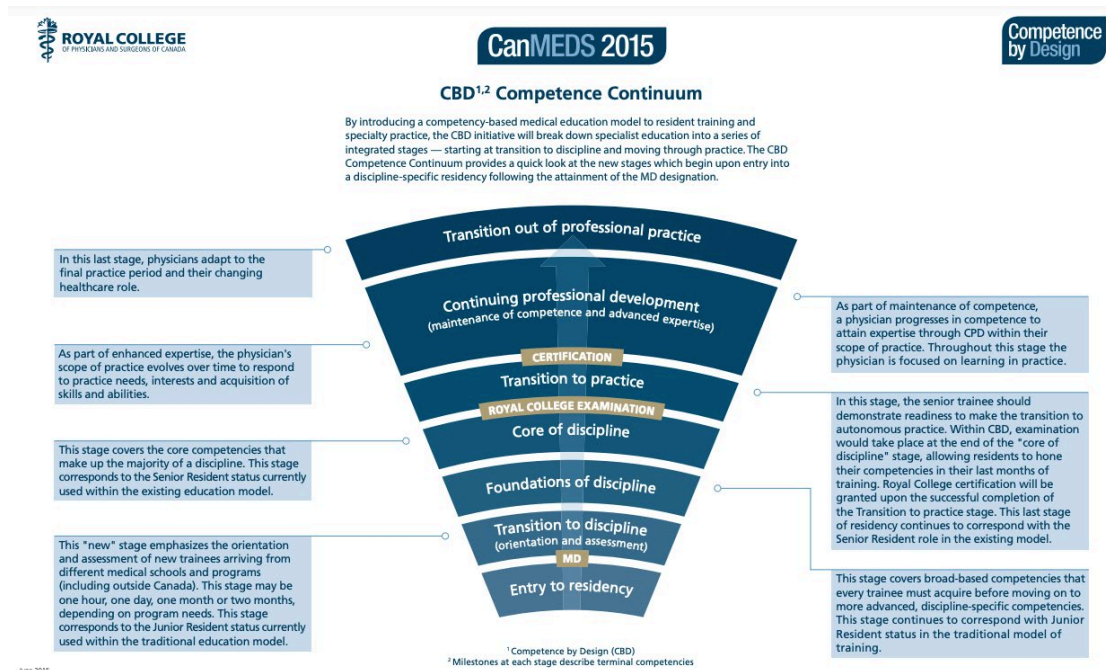 ROYAL COLLEGE
OF PHYSICIANS AND SURGEONS OF CANADA
CanMEDS 2015
Competence
by Design
CBD1,2 Competence Continuum
By introducing a competency-based medical education model to resident training and
specialty practice, the CBD initiative will break down specialist education into a series of
integrated stages — starting at transition to discipline and moving through practice. The CBD
Competence Continuum provides a quick look at the new stages which begin upon entry into
a discipline-specific residency following the attainment of the MD designation.
Transition out of professional practice
Continuing professional development
(maintenance of competence and advanced expertise)
CERTIFICATION
Transition to practice
ROYAL COLLEGE EXAMINATION
Core of discipline
Foundations of discipline
Transition to discipline
(orientation and assessment)
MD
Entry to residency
In this last stage, physicians adapt to the
final practice period and their changing
healthcare role.
As part of enhanced expertise, the physician's
scope of practice evolves over time to respond
to practice needs, interests and acquisition of
skills and abilities.
This stage covers the core competencies that
make up the majority of a discipline. This stage
corresponds to the Senior Resident status currently
used within the existing education model.
This "new" stage emphasizes the orientation
and assessment of new trainees arriving from
different medical schools and programs
(including outside Canada). This stage may be
one hour, one day, one month or two months,
depending on program needs. This stage
corresponds to the Junior Resident status currently
used within the traditional education model.
As part of maintenance of competence,
a physician progresses in competence to
attain expertise through CPD within their
scope of practice. Throughout this stage the
physician is focused on learning in practice.
In this stage, the senior trainee should
demonstrate readiness to make the transition to
autonomous practice. Within CBD, examination
would take place at the end of the "core of
discipline" stage, allowing residents to hone
their competencies in their last months of
training. Royal College certification will be
granted upon the successful completion of
the Transition to practice stage. This last stage
of residency continues to correspond with the
Senior Resident role in the existing model.
This stage covers broad-based competencies that
every trainee must acquire before moving on to
more advanced, discipline-specific competencies.
This stage continues to correspond with Junior
Resident status in the traditional model of
training.
1 Competence by Design (CBD)
2 Milestones at each stage describe terminal competencies